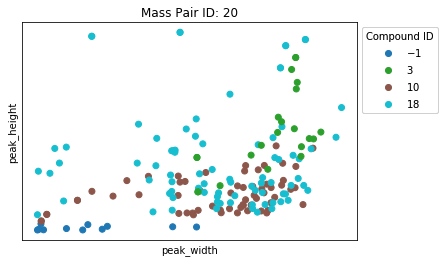 Mass Pair ID: 20
peak_height
peak_width
Compound ID
−1
3
10
18